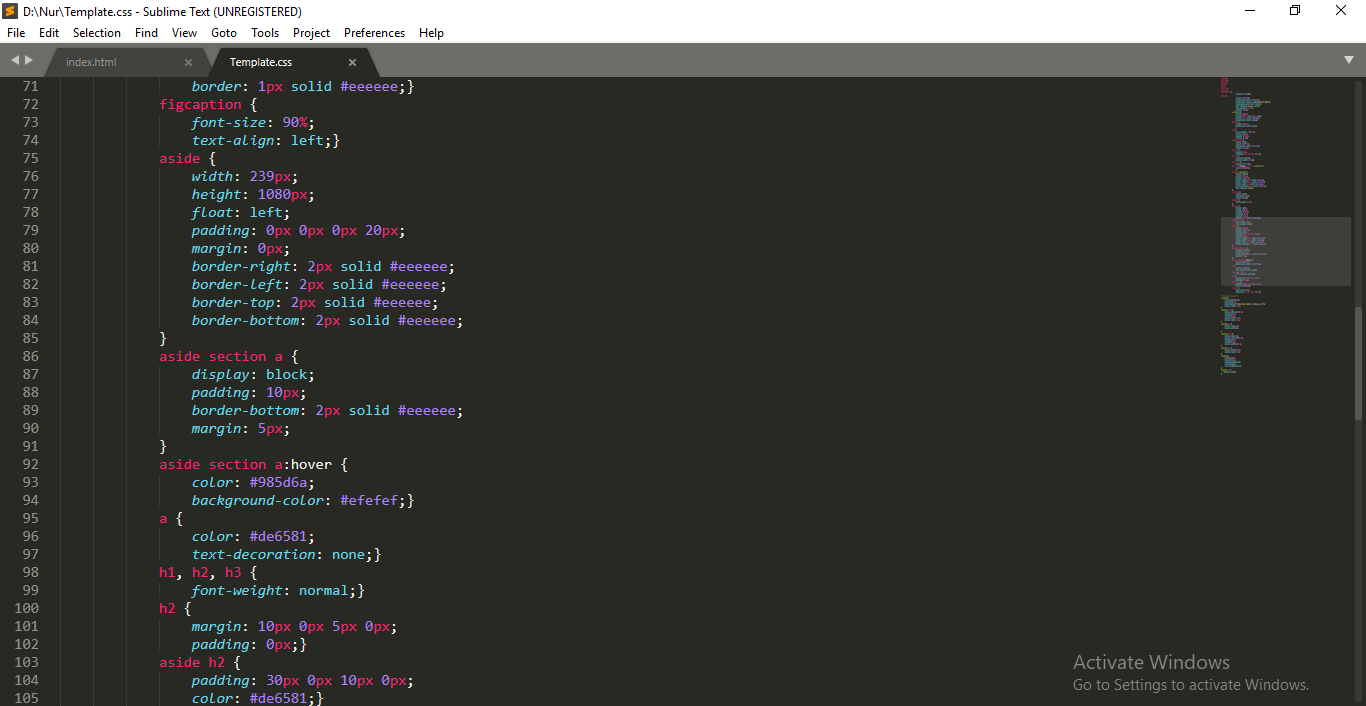 D:\Nur\Template.css - Sublime Text (UNREGISTERED)
File Edit Selection Find View Goto Tools Project Preferences Help
index.html × Template.css ×
71 border: 1px solid #eeeeee;}
72 figcaption {
73 font-size: 90%;
74 text-align: left;}
75 aside {
76 width: 239px;
77 height: 1080px;
78 float: left;
79 padding: 0px 0px 0px 20px;
80 margin: 0px;
81 border-right: 2px solid #eeeeee;
82 border-left: 2px solid #eeeeee;
83 border-top: 2px solid #eeeeee;
84 border-bottom: 2px solid #eeeeee;
85 }
86 aside section a {
87 display: block;
88 padding: 10px;
89 border-bottom: 2px solid #eeeeee;
90 margin: 5px;
91 }
92 aside section a:hover {
93 color: #985d6a;
94 background-color: #efefef;}
95 a {
96 color: #de6581;
97 text-decoration: none;}
98 h1, h2, h3 {
99 font-weight: normal;}
100 h2 {
101 margin: 10px 0px 5px 0px;
102 padding: 0px;}
103 aside h2 {
104 padding: 30px 0px 10px 0px;
105 color: #de6581;}
Activate Windows
Go to Settings to activate Windows.